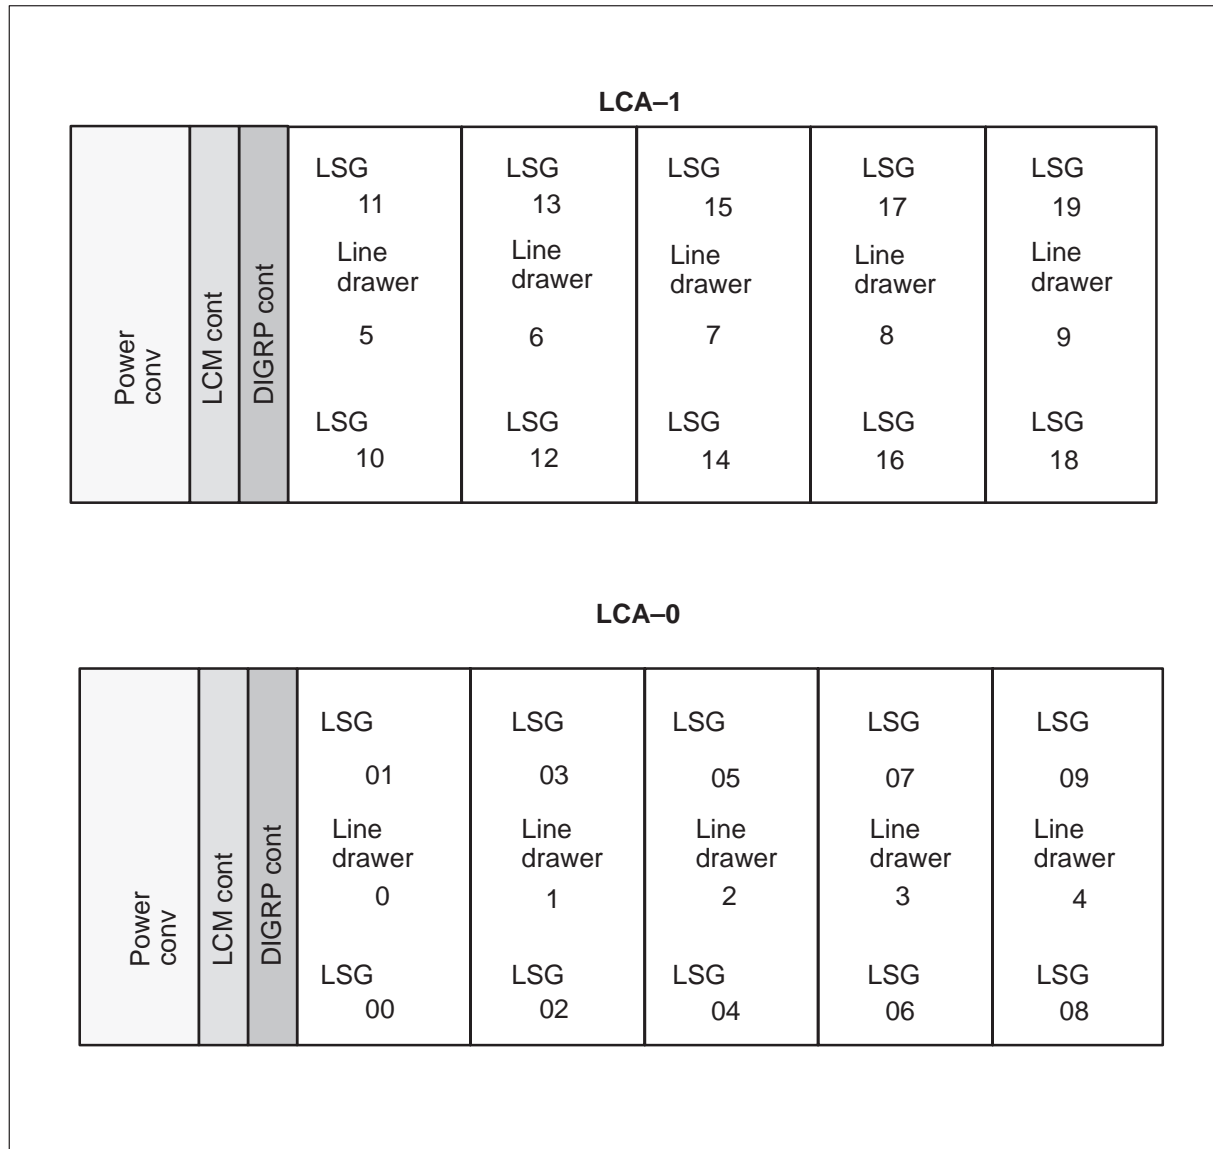 LCA–1
Power
conv
LCM cont
DIGRP cont
LSG
11
Line
drawer
5
LSG
10
LSG
13
Line
drawer
6
LSG
12
LSG
15
Line
drawer
7
LSG
14
LSG
17
Line
drawer
8
LSG
16
LSG
19
Line
drawer
9
LSG
18
LCA–0
Power
conv
LCM cont
DIGRP cont
LSG
01
Line
drawer
0
LSG
00
LSG
03
Line
drawer
1
LSG
02
LSG
05
Line
drawer
2
LSG
04
LSG
07
Line
drawer
3
LSG
06
LSG
09
Line
drawer
4
LSG
08